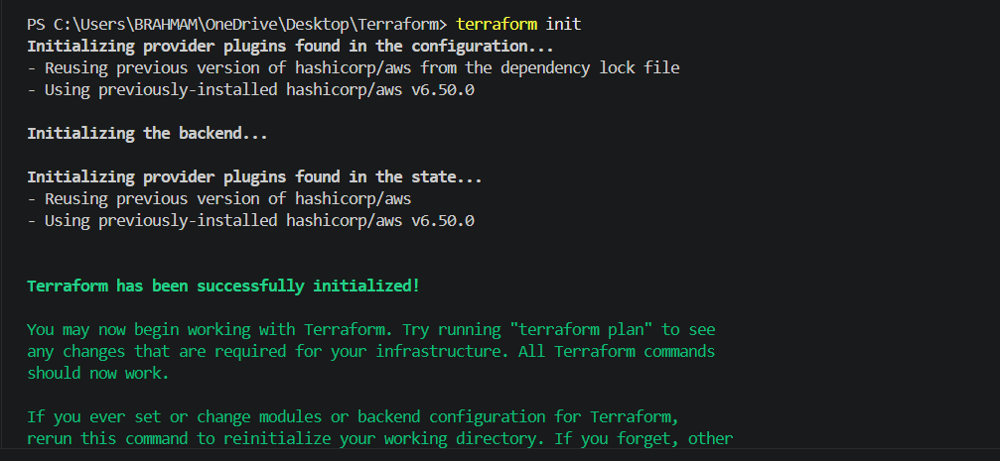 PS C:\Users\BRAHMAM\OneDrive\Desktop\Terraform> terraform init
Initializing provider plugins found in the configuration...
- Reusing previous version of hashicorp/aws from the dependency lock file
- Using previously-installed hashicorp/aws v6.50.0
Initializing the backend...
Initializing provider plugins found in the state...
- Reusing previous version of hashicorp/aws
- Using previously-installed hashicorp/aws v6.50.0
Terraform has been successfully initialized!
You may now begin working with Terraform. Try running "terraform plan" to see
any changes that are required for your infrastructure. All Terraform commands
should now work.
If you ever set or change modules or backend configuration for Terraform,
rerun this command to reinitialize your working directory. If you forget, other